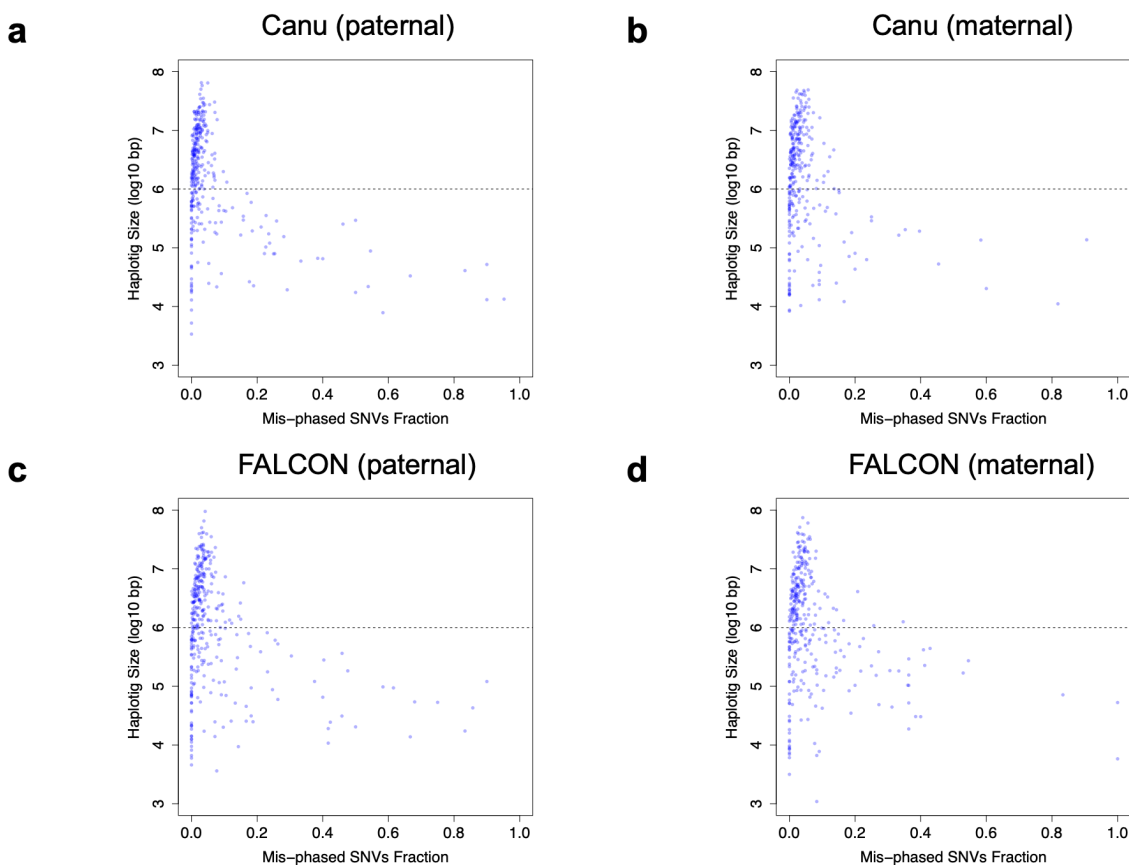 a
Canu (paternal)
Haplotig Size (log10 bp)
8
7
6
5
4
3
0.0 0.2 0.4 0.6 0.8 1.0
Mis−phased SNVs Fraction
b
Canu (maternal)
Haplotig Size (log10 bp)
8
7
6
5
4
3
0.0 0.2 0.4 0.6 0.8 1.0
Mis−phased SNVs Fraction
c
FALCON (paternal)
Haplotig Size (log10 bp)
8
7
6
5
4
3
0.0 0.2 0.4 0.6 0.8 1.0
Mis−phased SNVs Fraction
d
FALCON (maternal)
Haplotig Size (log10 bp)
8
7
6
5
4
3
0.0 0.2 0.4 0.6 0.8 1.0
Mis−phased SNVs Fraction